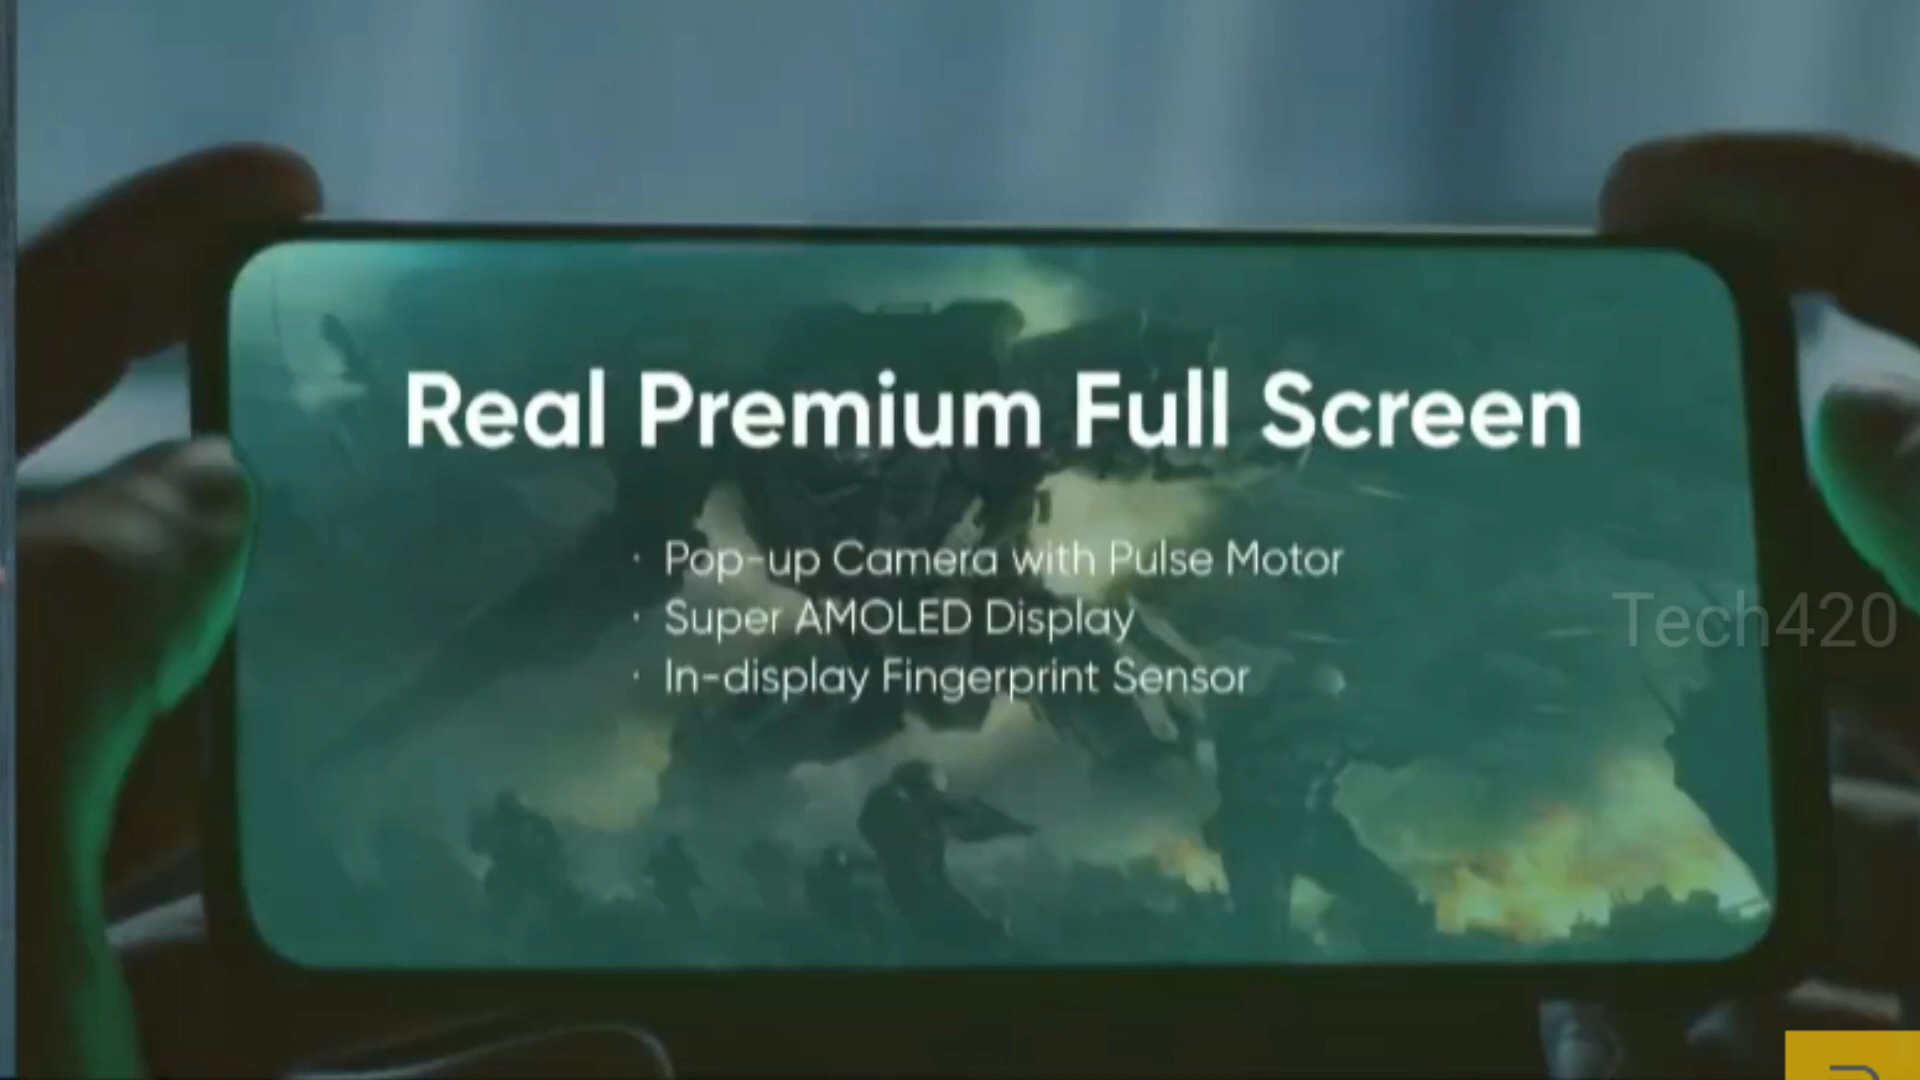 Real Premium Full Screen
· Pop-up Camera with Pulse Motor
· Super AMOLED Display
· In-display Fingerprint Sensor
Tech420